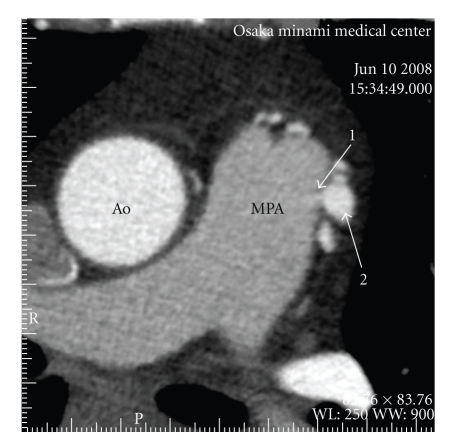 Osaka minami medical center
Jun 10 2008
15:34:49.000
1
Ao
MPA
2
R
× 83.76
P
WL: 250 WW: 900